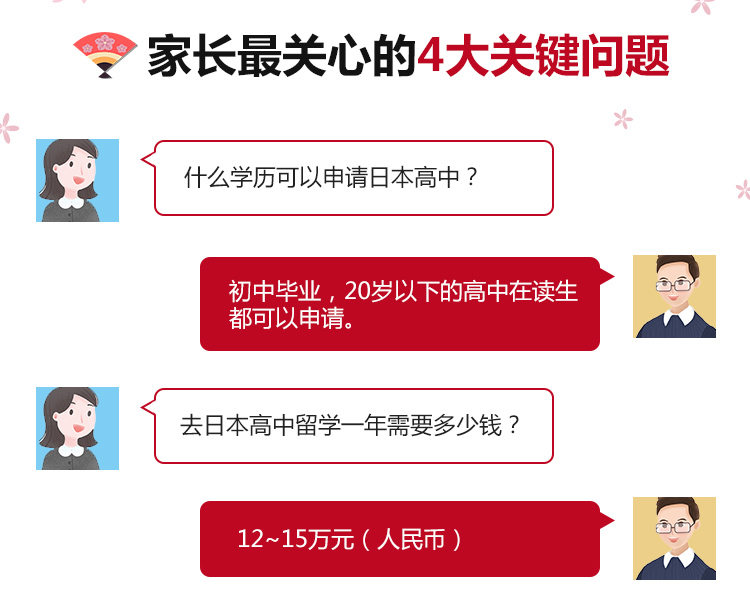 家长最关心的4大关键问题
什么学历可以申请日本高中？
初中毕业，20岁以下的高中在读生
都可以申请。
去日本高中留学一年需要多少钱？
12~15万元（人民币）